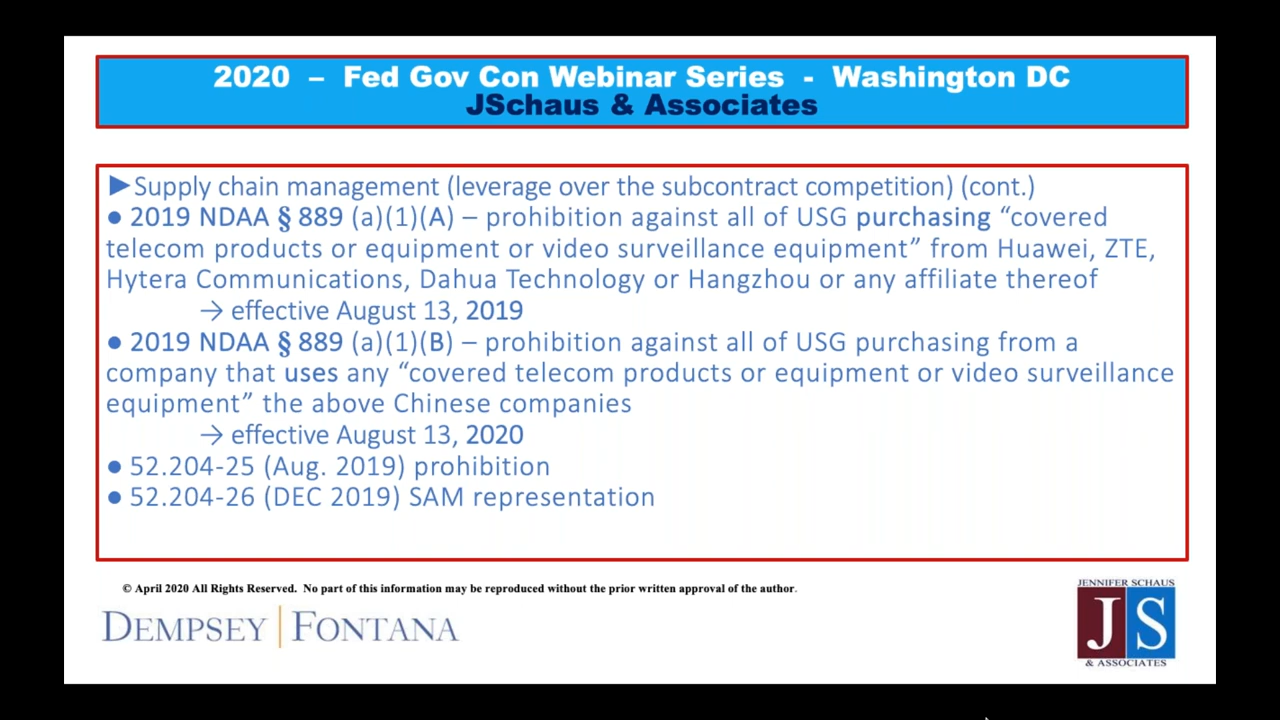 2020 – Fed Gov Con Webinar Series - Washington DC
JSchaus & Associates
►Supply chain management (leverage over the subcontract competition) (cont.)
● 2019 NDAA § 889 (a)(1)(A) – prohibition against all of USG purchasing “covered
telecom products or equipment or video surveillance equipment” from Huawei, ZTE,
Hytera Communications, Dahua Technology or Hangzhou or any affiliate thereof
→ effective August 13, 2019
● 2019 NDAA § 889 (a)(1)(B) – prohibition against all of USG purchasing from a
company that uses any “covered telecom products or equipment or video surveillance
equipment” the above Chinese companies
→ effective August 13, 2020
● 52.204-25 (Aug. 2019) prohibition
● 52.204-26 (DEC 2019) SAM representation
© April 2020 All Rights Reserved. No part of this information may be reproduced without the prior written approval of the author.
DEMPSEY | FONTANA
JENNIFER SCHAUS
JS
& ASSOCIATES